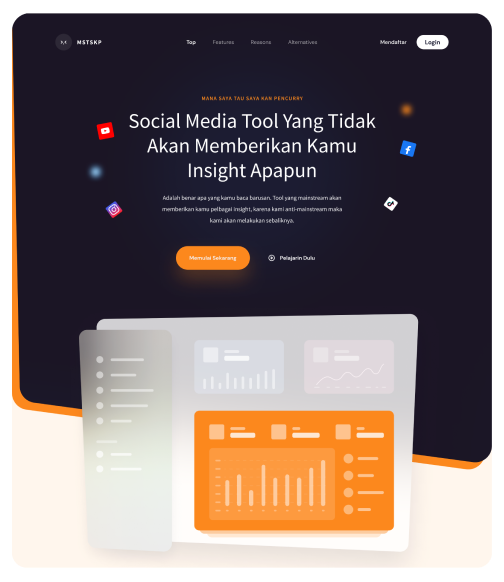 MSTSKP
Top Features Reasons Alternatives
Mendaftar Login
MANA SAYA TAU SAYA KAN PENCURRY
Social Media Tool Yang Tidak
Akan Memberikan Kamu
Insight Apapun
Adalah benar apa yang kamu baca barusan. Tool yang mainstream akan
memberikan kamu pelbagai insight, karena kami anti-mainstream maka
kami akan melakukan sebaliknya.
Memulai Sekarang Pelajarin Dulu